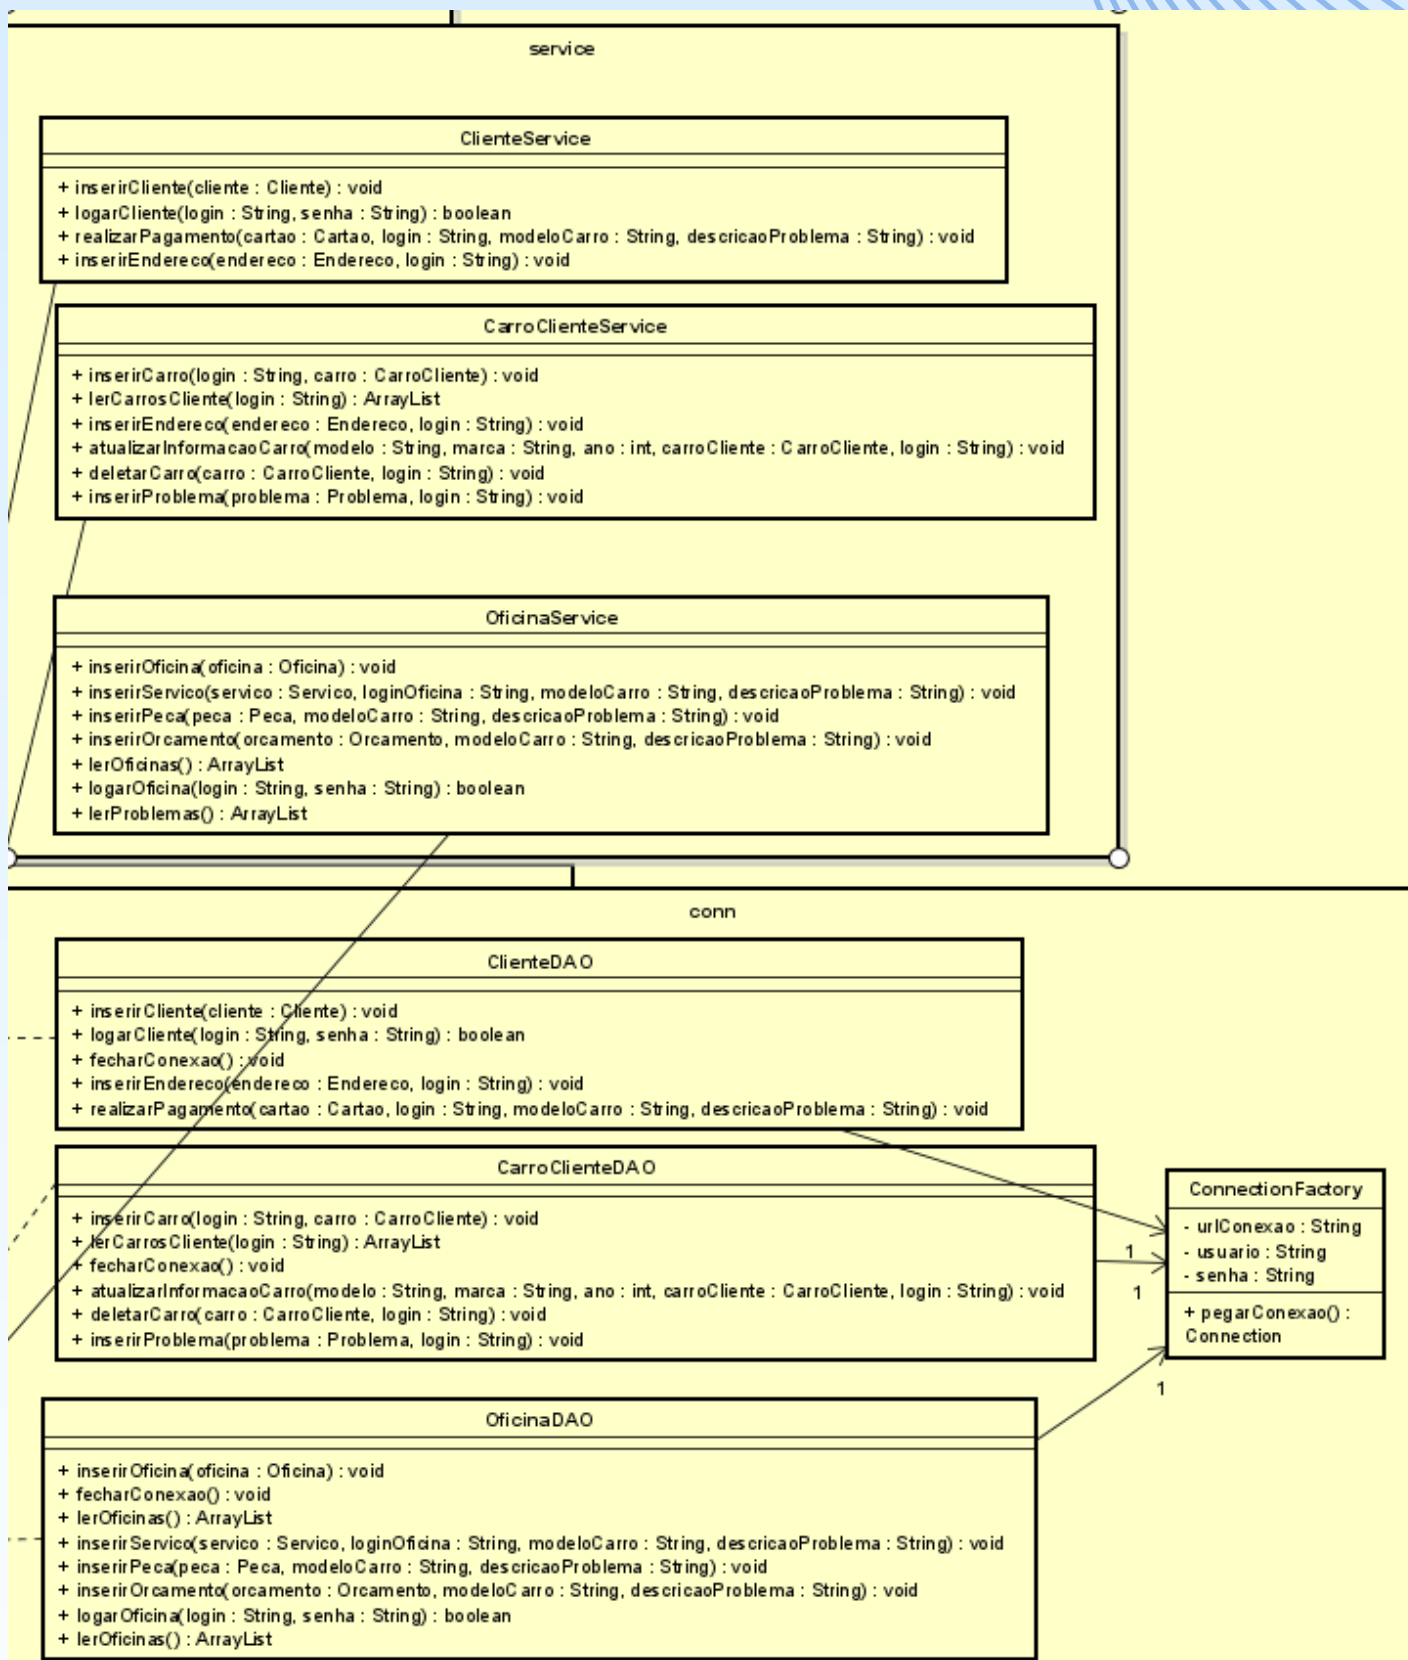 service
ClienteService
+ inserirCliente(cliente : Cliente) : void
+ logarCliente(login : String, senha : String) : boolean
+ realizarPagamento(cartao : Cartao, login : String, modeloCarro : String, descricaoProblema : String) : void
+ inserirEndereco(endereco : Endereco, login : String) : void
CarroClienteService
+ inserirCarro(login : String, carro : CarroCliente) : void
+ lerCarrosCliente(login : String) : ArrayList
+ inserirEndereco(endereco : Endereco, login : String) : void
+ atualizarInformacaoCarro(modelo : String, marca : String, ano : int, carroCliente : CarroCliente, login : String) : void
+ deletarCarro(carro : CarroCliente, login : String) : void
+ inserirProblema(problema : Problema, login : String) : void
OficinaService
+ inserirOficina(oficina : Oficina) : void
+ inserirServico(servico : Servico, loginOficina : String, modeloCarro : String, descricaoProblema : String) : void
+ inserirPeca(peca : Peca, modeloCarro : String, descricaoProblema : String) : void
+ inserirOrcamento(orcamento : Orcamento, modeloCarro : String, descricaoProblema : String) : void
+ lerOficinas() : ArrayList
+ logarOficina(login : String, senha : String) : boolean
+ lerProblemas() : ArrayList
conn
ClienteDAO
+ inserirCliente(cliente : Cliente) : void
+ logarCliente(login : String, senha : String) : boolean
+ fecharConexao() : void
+ inserirEndereco(endereco : Endereco, login : String) : void
+ realizarPagamento(cartao : Cartao, login : String, modeloCarro : String, descricaoProblema : String) : void
CarroClienteDAO
+ inserirCarro(login : String, carro : CarroCliente) : void
+ lerCarrosCliente(login : String) : ArrayList
+ fecharConexao() : void
+ atualizarInformacaoCarro(modelo : String, marca : String, ano : int, carroCliente : CarroCliente, login : String) : void
+ deletarCarro(carro : CarroCliente, login : String) : void
+ inserirProblema(problema : Problema, login : String) : void
1
1
1
ConnectionFactory
- urlConexao : String
- usuario : String
- senha : String
+ pegarConexao() :
Connection
OficinaDAO
+ inserirOficina(oficina : Oficina) : void
+ fecharConexao() : void
+ lerOficinas() : ArrayList
+ inserirServico(servico : Servico, loginOficina : String, modeloCarro : String, descricaoProblema : String) : void
+ inserirPeca(peca : Peca, modeloCarro : String, descricaoProblema : String) : void
+ inserirOrcamento(orcamento : Orcamento, modeloCarro : String, descricaoProblema : String) : void
+ logarOficina(login : String, senha : String) : boolean
+ lerOficinas() : ArrayList